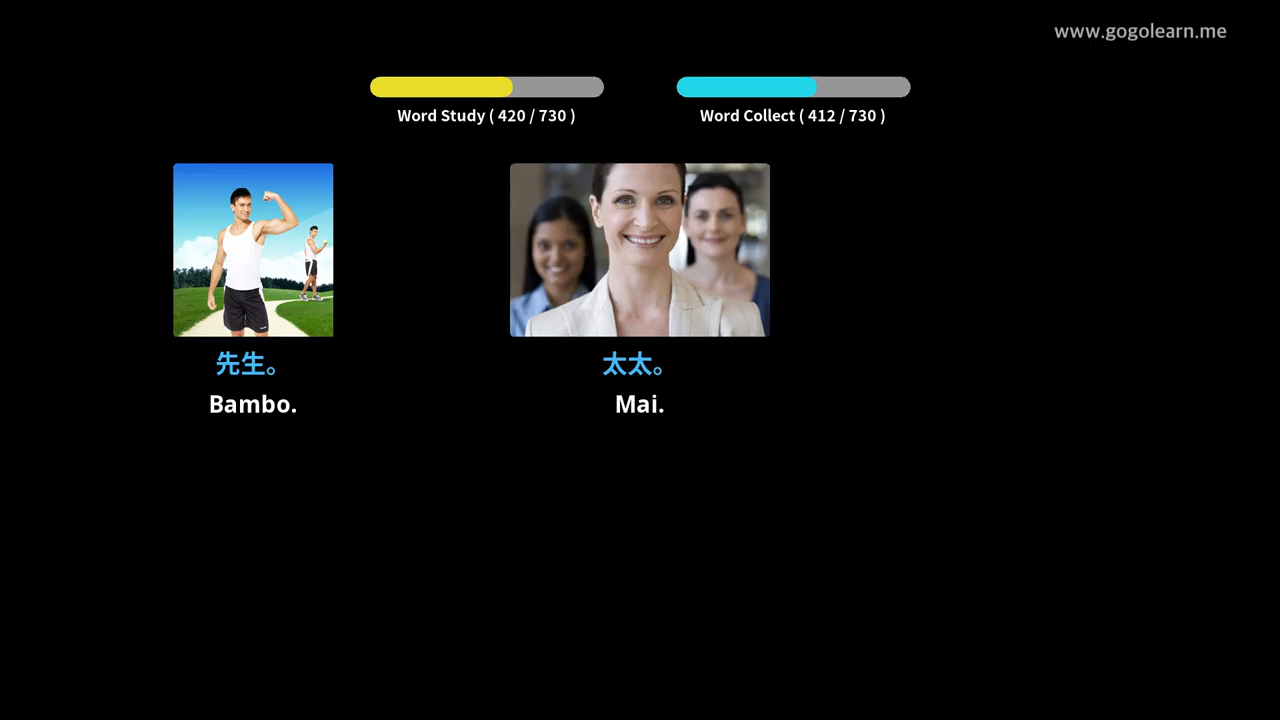 www.gogolearn.me
Word Study ( 420 / 730 )
Word Collect ( 412 / 730 )
先生。
太太。
Bambo.
Mai.